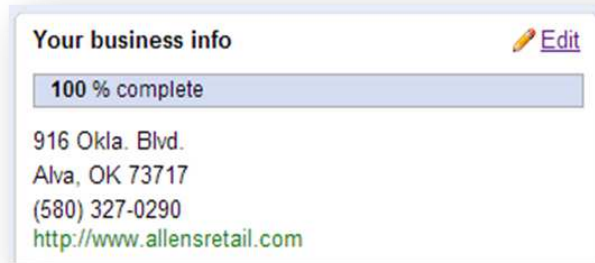 Your business info Edit
100 % complete
916 Okla. Blvd.
Alva, OK 73717
(580) 327-0290
http://www.allensretail.com